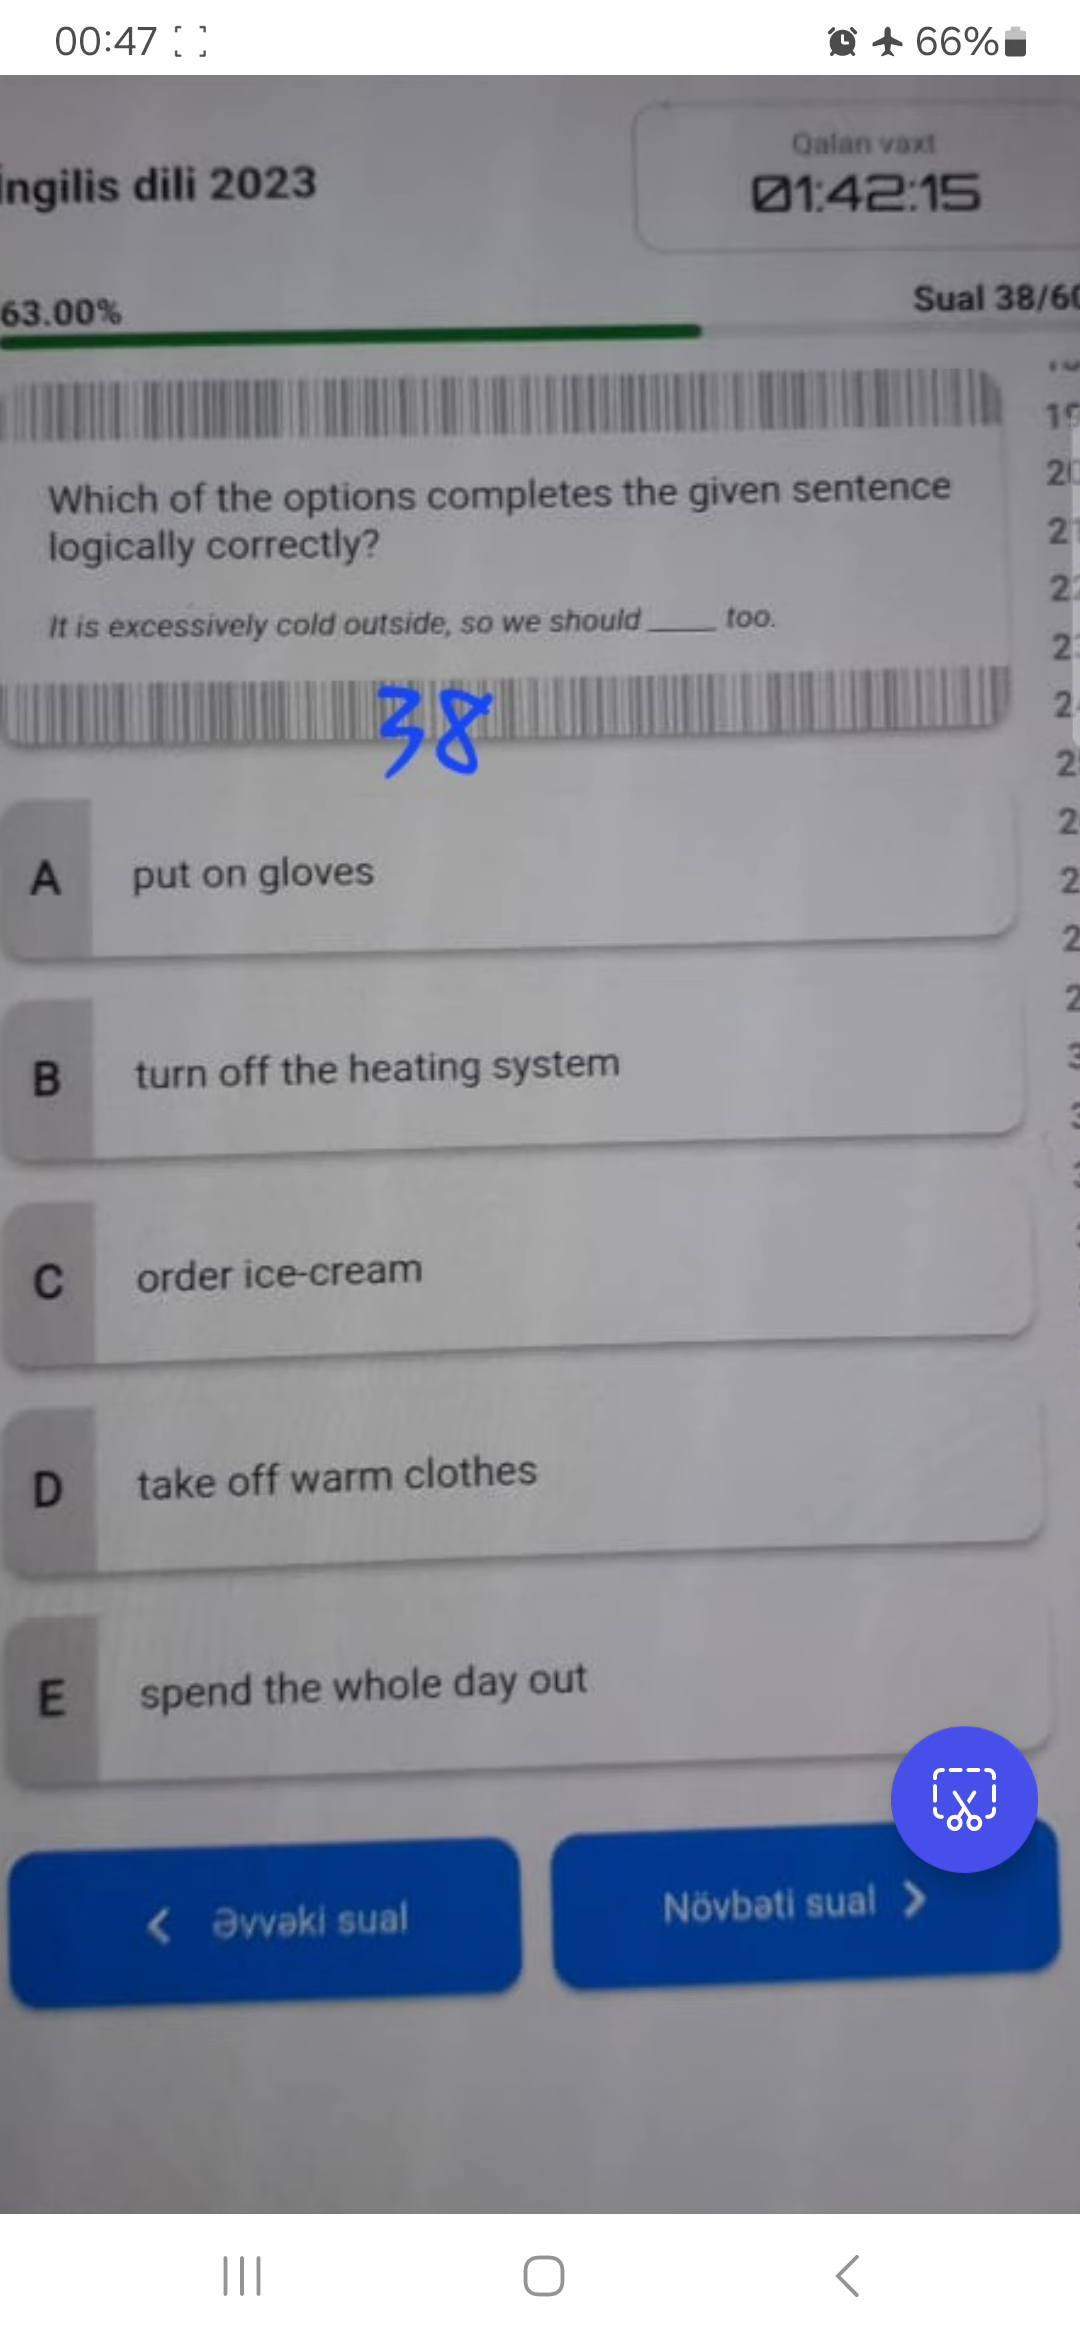 00:47
66%
Qalan vaxt
01:42:15
İngilis dili 2023
63.00%
Sual 38/60
19
20
Which of the options completes the given sentence
logically correctly?
It is excessively cold outside, so we should ____ too.
38
A put on gloves
B turn off the heating system
C order ice-cream
D take off warm clothes
E spend the whole day out
Əvvəki sual
Növbəti sual